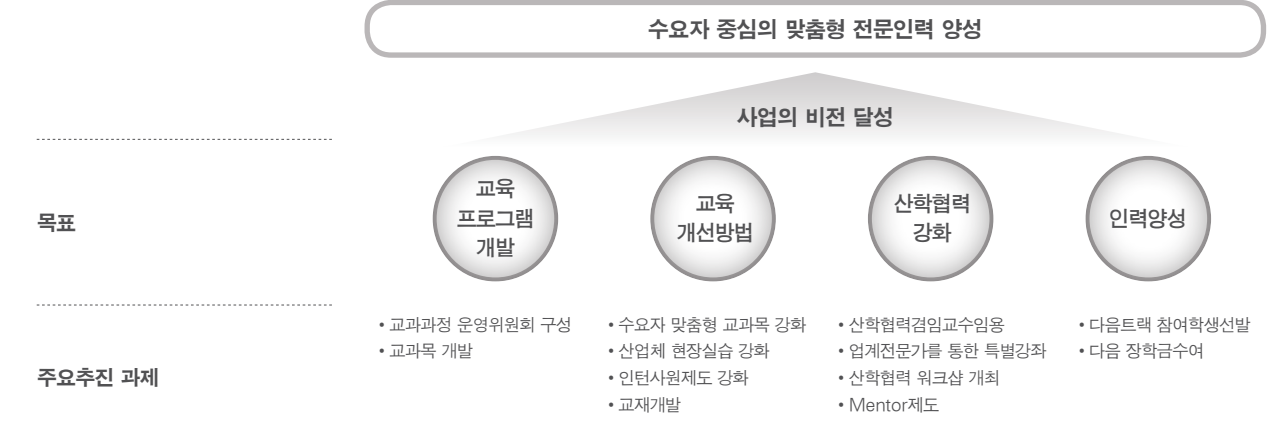 수요자 중심의 맞춤형 전문인력 양성
사업의 비전 달성
목표
교육
프로그램
개발
교육
개선방법
산학협력
강화
인력양성
주요추진 과제
• 교과과정 운영위원회 구성
• 교과목 개발
• 수요자 맞춤형 교과목 강화
• 산업체 현장실습 강화
• 인턴사원제도 강화
• 교재개발
• 산학협력겸임교수임용
• 업계전문가를 통한 특별강좌
• 산학협력 워크샵 개최
• Mentor제도
• 다음트랙 참여학생선발
• 다음 장학금수여